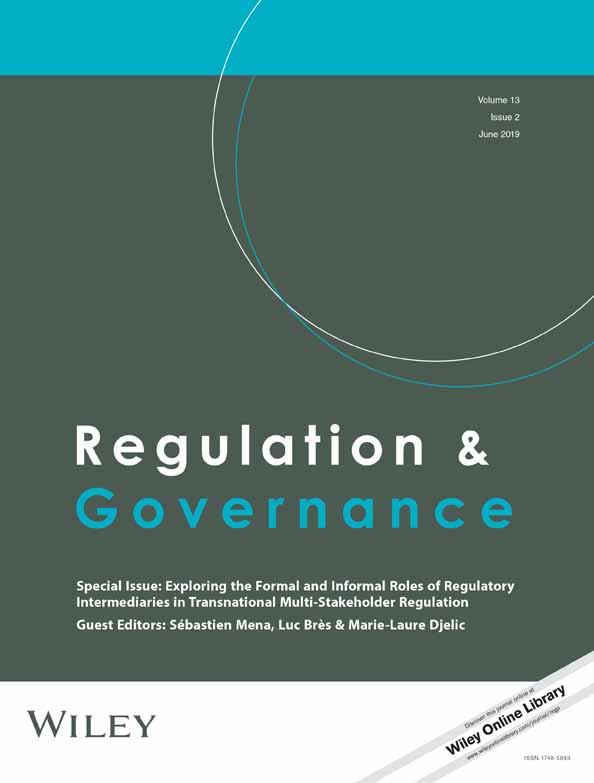 Volume 13
Issue 2
June 2019
Regulation &
Governance
Special Issue: Exploring the Formal and Informal Roles of Regulatory
Intermediaries in Transnational Multi-Stakeholder Regulation
Guest Editors: Sébastien Mena, Luc Brès & Marie-Laure Djelic
WILEY
Discover this journal online at
Wiley Online Library
www.wileyonlinelibrary.com/journal/rego
ISSN 1748-5983